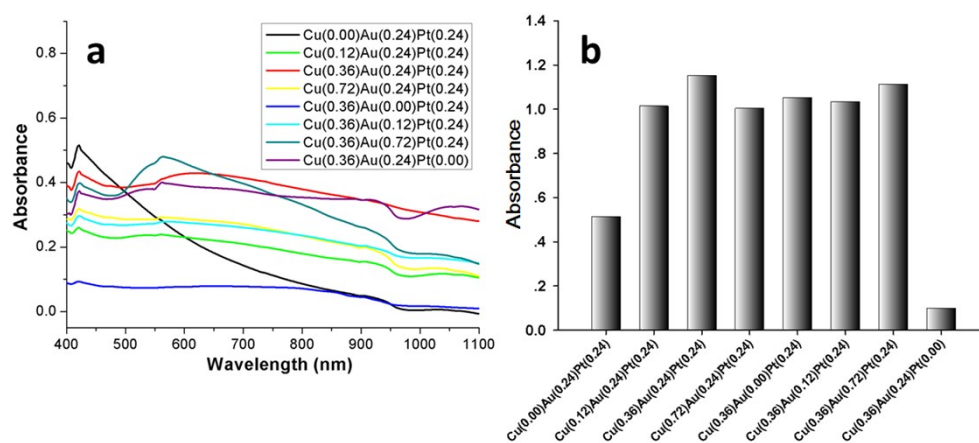 a
Absorbance
0.8
0.6
0.4
0.2
0.0
Cu(0.00)Au(0.24)Pt(0.24)
Cu(0.12)Au(0.24)Pt(0.24)
Cu(0.36)Au(0.24)Pt(0.24)
Cu(0.72)Au(0.24)Pt(0.24)
Cu(0.36)Au(0.00)Pt(0.24)
Cu(0.36)Au(0.12)Pt(0.24)
Cu(0.36)Au(0.72)Pt(0.24)
Cu(0.36)Au(0.24)Pt(0.00)
400 500 600 700 800 900 1000 1100
Wavelength (nm)
b
Absorbance
1.4
1.2
1.0
.8
.6
.4
.2
0.0
Cu(0.00)Au(0.24)Pt(0.24)
Cu(0.12)Au(0.24)Pt(0.24)
Cu(0.36)Au(0.24)Pt(0.24)
Cu(0.72)Au(0.24)Pt(0.24)
Cu(0.36)Au(0.00)Pt(0.24)
Cu(0.36)Au(0.12)Pt(0.24)
Cu(0.36)Au(0.72)Pt(0.24)
Cu(0.36)Au(0.24)Pt(0.00)